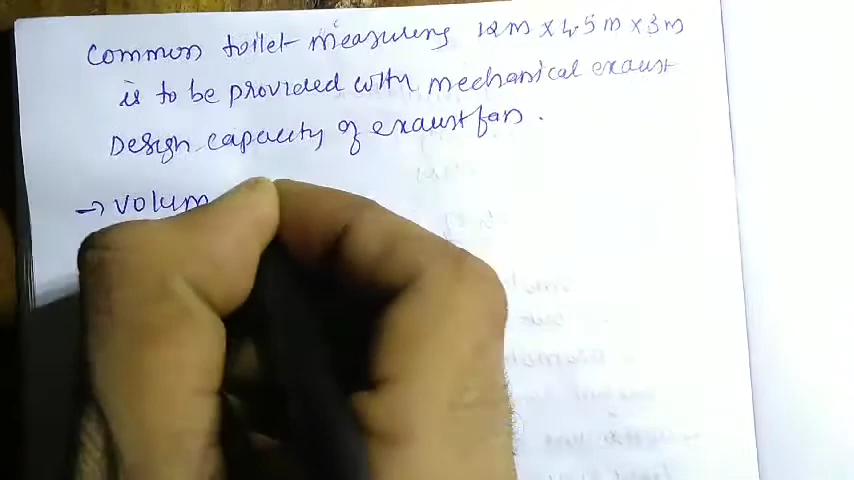 common toilet measuring 12m x 4.5m x 3m
is to be provided with mechanical exaust
Design capacity of exaust fan.
→ Volum